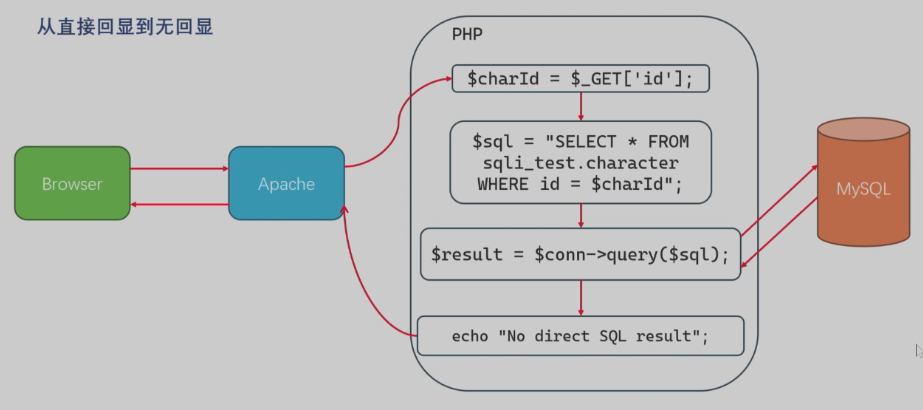 从直接回显到无回显
PHP
$charId = $_GET['id'];
$sql = "SELECT * FROM
sqli_test.character
WHERE id = $charId";
Browser
Apache
MySQL
$result = $conn->query($sql);
echo "No direct SQL result";